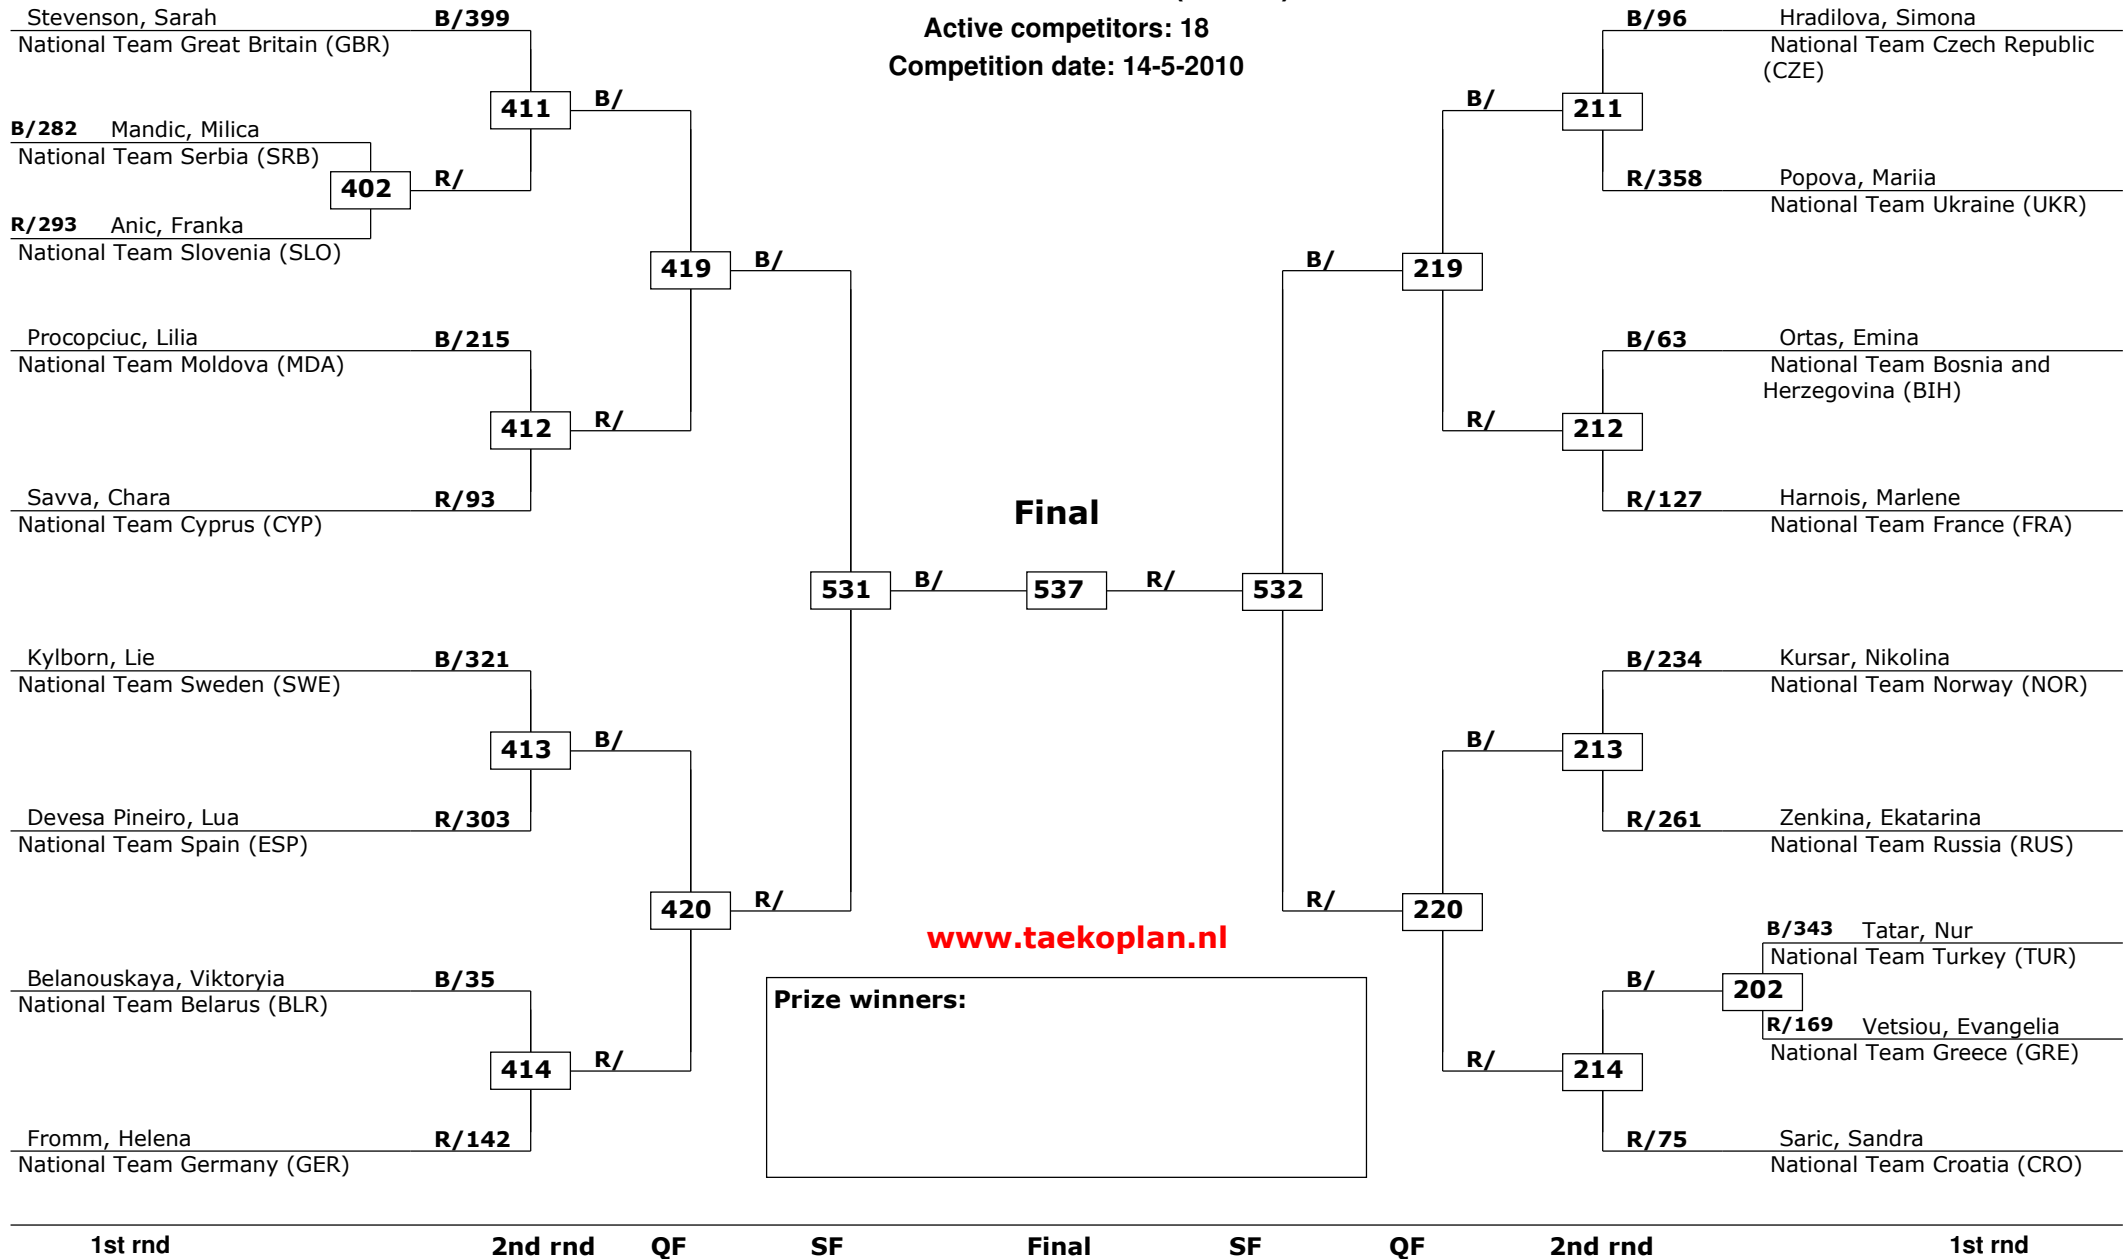 Active competitors: 18
Competition date: 14-5-2010
Stevenson, Sarah B/399
National Team Great Britain (GBR)
411 B/
B/282 Mandic, Milica
National Team Serbia (SRB)
402 R/
R/293 Anic, Franka
National Team Slovenia (SLO)
419 B/
Procopciuc, Lilia B/215
National Team Moldova (MDA)
412 R/
Savva, Chara R/93
National Team Cyprus (CYP)
531 B/
Kylborn, Lie B/321
National Team Sweden (SWE)
413 B/
Devesa Pineiro, Lua R/303
National Team Spain (ESP)
420 R/
Belanouskaya, Viktoryia B/35
National Team Belarus (BLR)
414 R/
Fromm, Helena R/142
National Team Germany (GER)
Final
537
www.taekoplan.nl
Prize winners:
B/96 Hradilova, Simona
National Team Czech Republic
(CZE)
B/ 211
R/358 Popova, Mariia
National Team Ukraine (UKR)
B/ 219
B/63 Ortas, Emina
National Team Bosnia and
Herzegovina (BIH)
R/ 212
R/127 Harnois, Marlene
National Team France (FRA)
R/ 532
B/234 Kursar, Nikolina
National Team Norway (NOR)
B/ 213
R/261 Zenkina, Ekatarina
National Team Russia (RUS)
R/ 220
B/343 Tatar, Nur
National Team Turkey (TUR)
B/ 202
R/169 Vetsiou, Evangelia
National Team Greece (GRE)
R/ 214
R/75 Saric, Sandra
National Team Croatia (CRO)
1st rnd 2nd rnd QF SF Final SF QF 2nd rnd 1st rnd